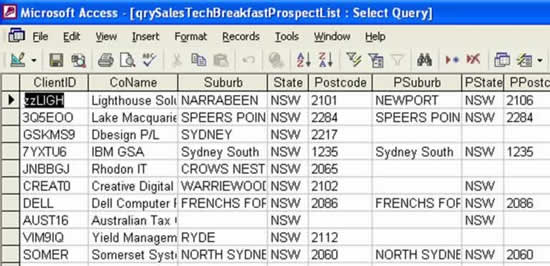 Microsoft Access - [qrySalesTechBreakfastProspectList : Select Query]
File Edit View Insert Format Records Tools Window Help
ClientID CoName Suburb State Postcode PSuburb PState PPosto
zzLIGH Lighthouse Solu NARRABEEN NSW 2101 NEWPORT NSW 2106
3Q5EOO Lake Macquarie SPEERS POIN NSW 2284 SPEERS POIN NSW 2284
GSKMS9 Dbesign P/L SYDNEY NSW 2217
7YXTU6 IBM GSA Sydney South NSW 1235 Sydney South NSW 1235
JNBBGJ Rhodon IT CROWS NEST NSW 2065
CREAT0 Creative Digital WARRIEWOOD NSW 2102 NSW
DELL Dell Computer F FRENCHS FOR NSW 2086 FRENCHS FOR NSW 2086
AUST16 Australian Tax NSW NSW
VIM9IQ Yield Managem RYDE NSW 2112
SOMER Somerset Syst NORTH SYDNE NSW 2060 NORTH SYDNE NSW 2060